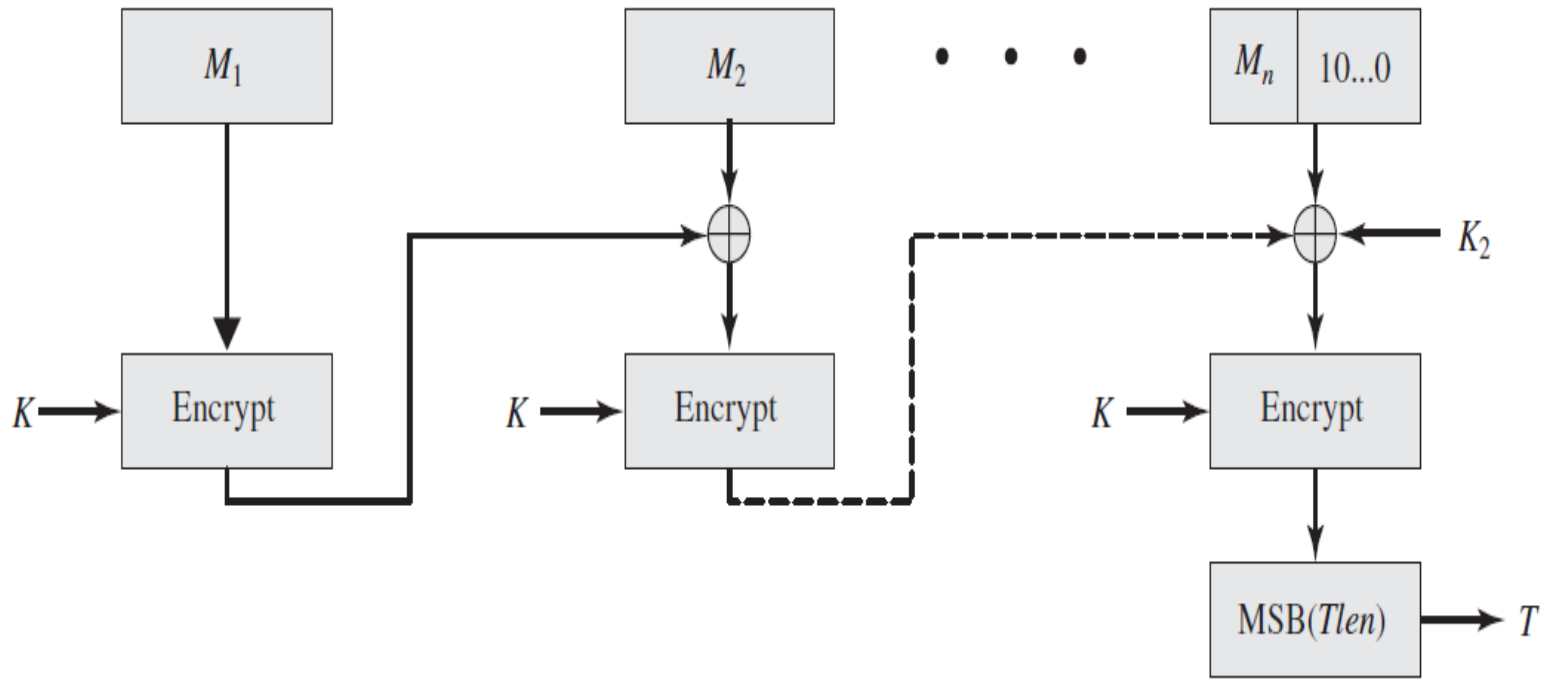 M₁
M₂
• • •
Mₙ
10...0
K₂
K
Encrypt
K
Encrypt
K
Encrypt
MSB(Tlen)
T